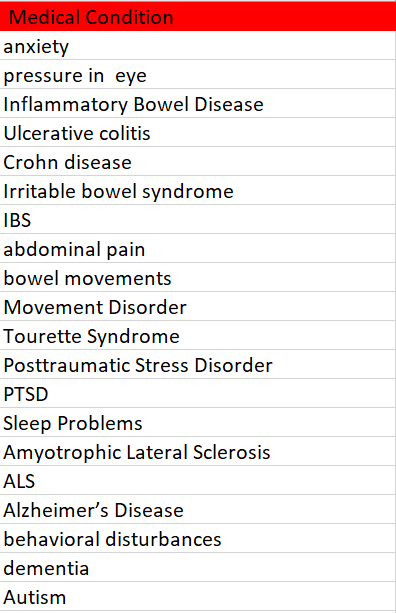 Medical Condition
anxiety
pressure in  eye
Inflammatory Bowel Disease
Ulcerative colitis
Crohn disease
Irritable bowel syndrome
IBS
abdominal pain
bowel movements
Movement Disorder
Tourette Syndrome
Posttraumatic Stress Disorder
PTSD
Sleep Problems
Amyotrophic Lateral Sclerosis
ALS
Alzheimer’s Disease
behavioral disturbances
dementia
Autism